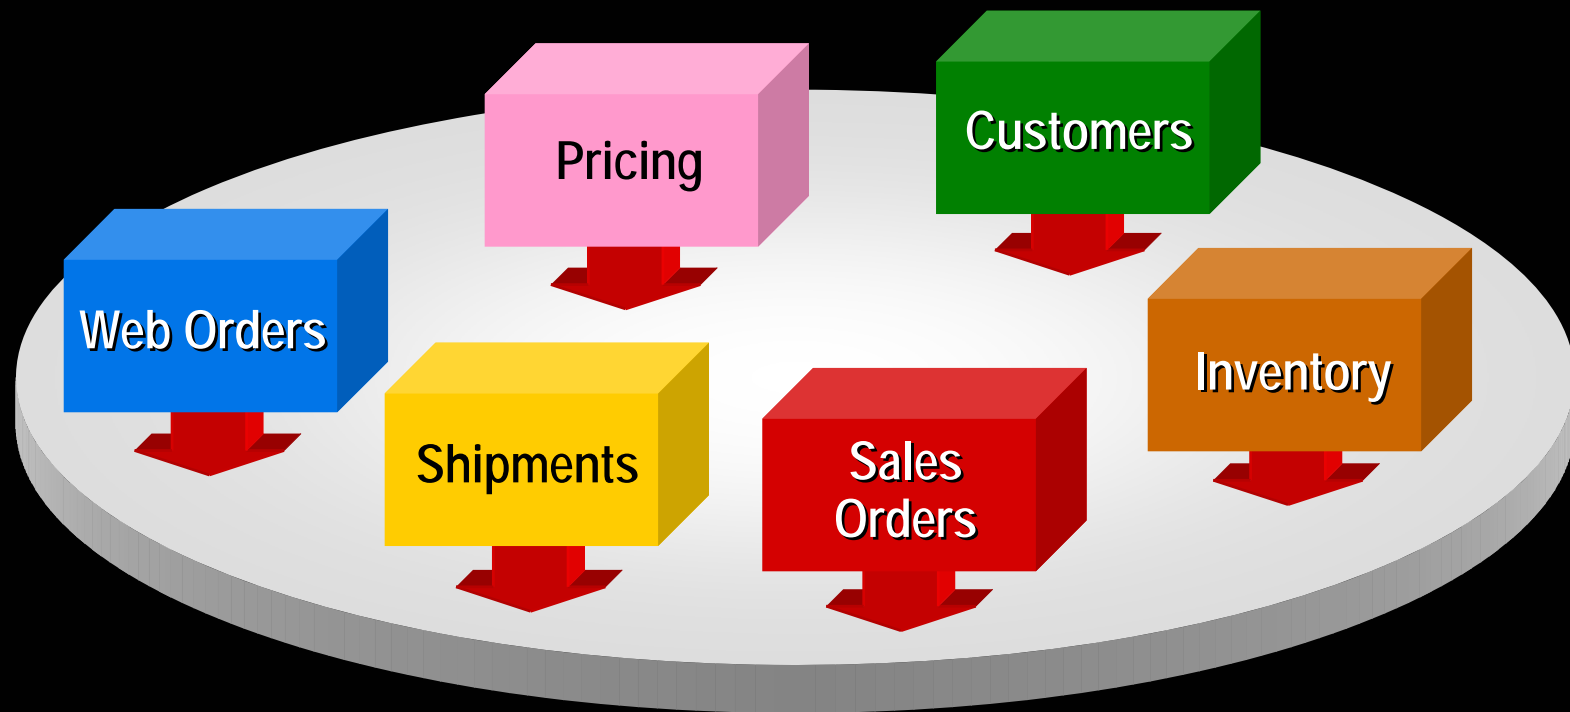 Customers
Pricing
Web Orders
Inventory
Shipments
Sales
Orders